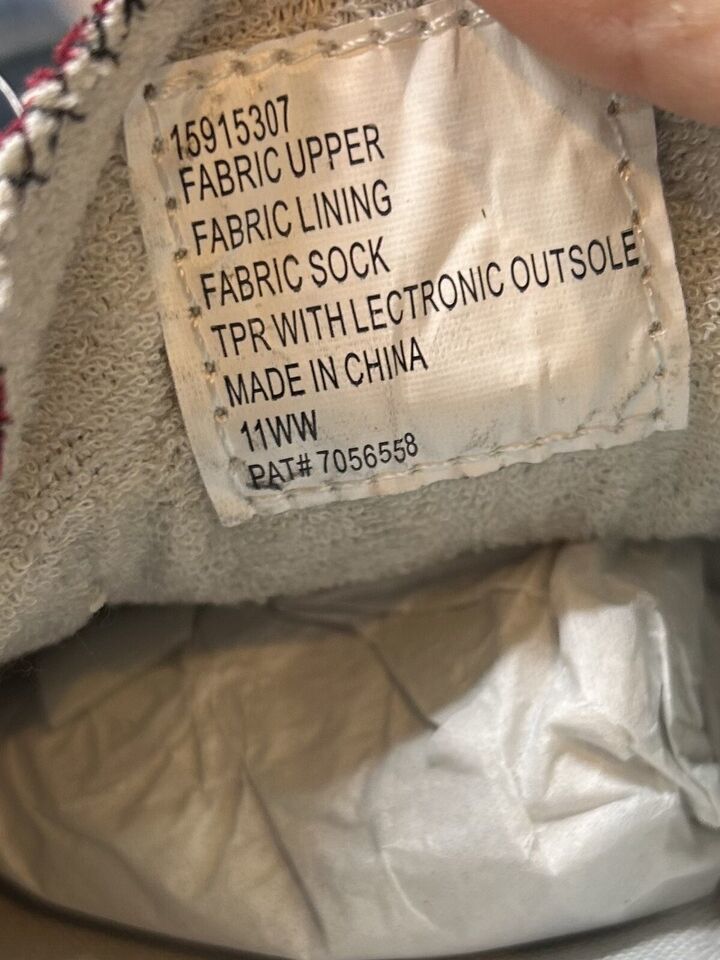 15915307
FABRIC UPPER
FABRIC LINING
FABRIC SOCK
TPR WITH LECTRONIC OUTSOLE
MADE IN CHINA
11WW
PAT# 7056558